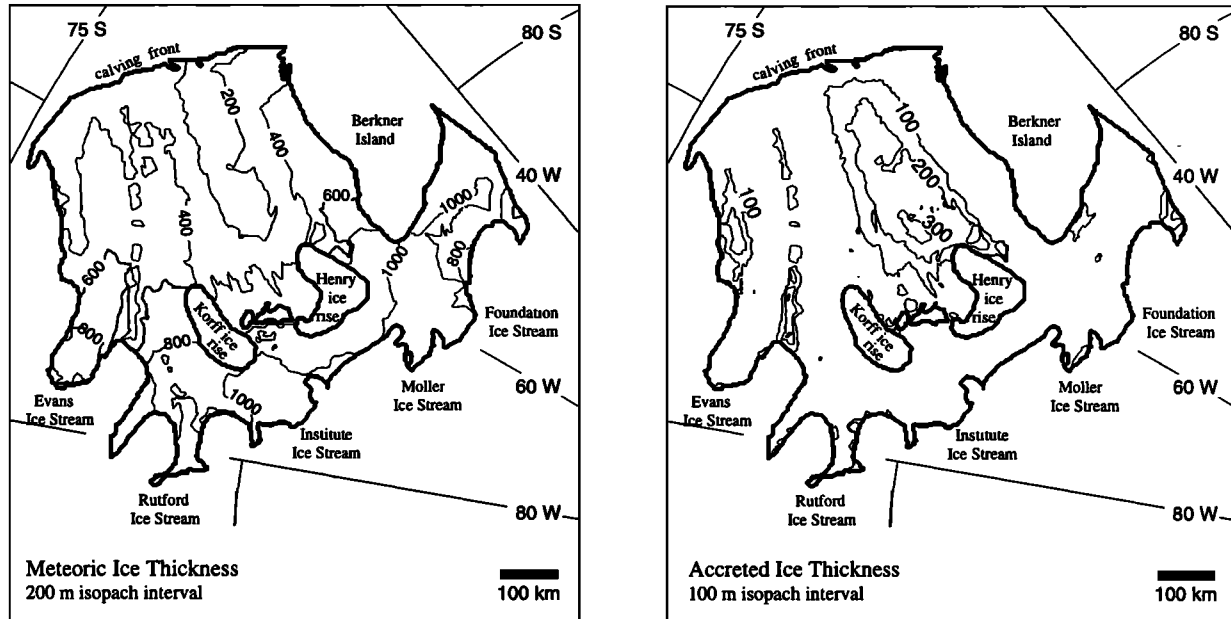 75 S
80 S
calving front
200
400
Berkner
Island
40 W
600
1000
400
800
1000
600
Henry
ice
rise
Korff ice
rise
800
800
1000
Foundation
Ice Stream
Moller
Ice Stream
60 W
Evans
Ice Stream
Institute
Ice Stream
Rutford
Ice Stream
80 W
Meteoric Ice Thickness
200 m isopach interval
100 km
75 S
80 S
calving front
100
Berkner
Island
40 W
200
100
300
Henry
ice
rise
Korff ice
rise
Foundation
Ice Stream
Moller
Ice Stream
60 W
Evans
Ice Stream
Institute
Ice Stream
Rutford
Ice Stream
80 W
Accreted Ice Thickness
100 m isopach interval
100 km